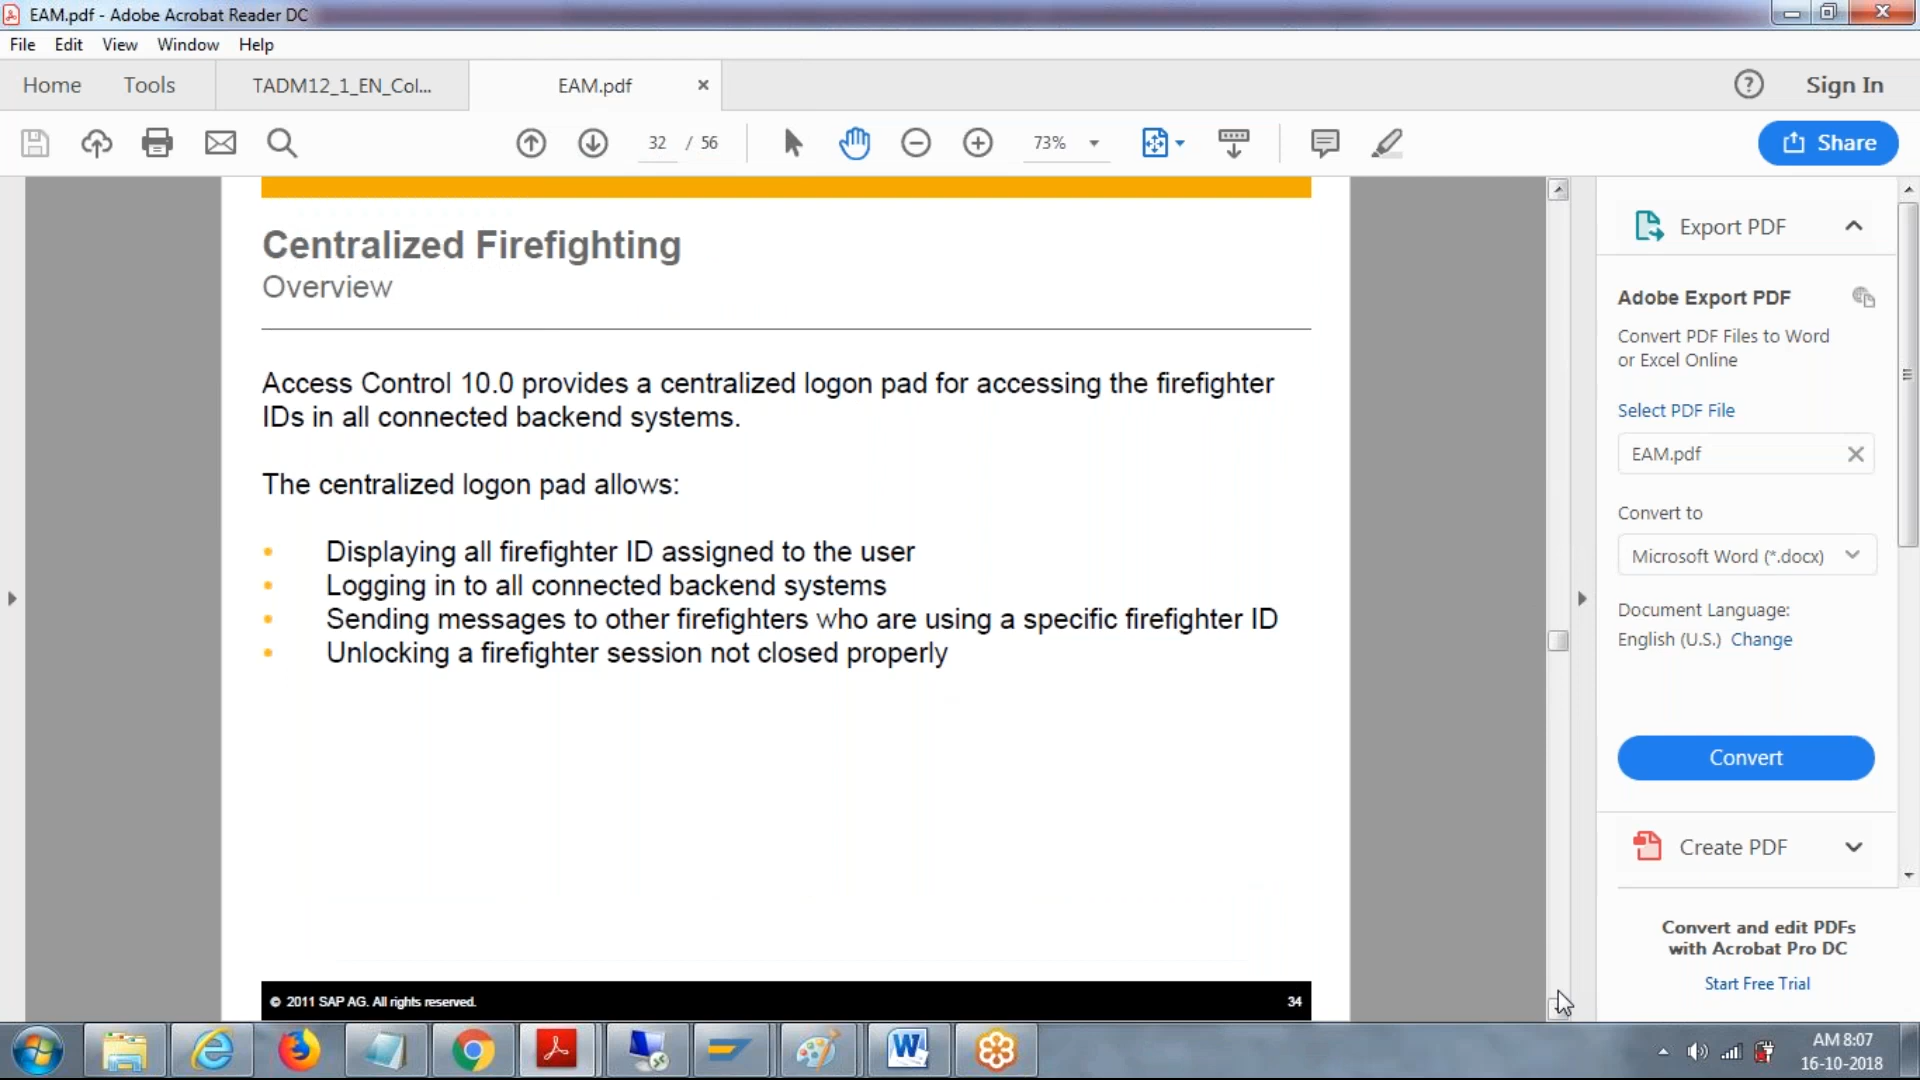 EAM.pdf - Adobe Acrobat Reader DC
File Edit View Window Help
Home Tools TADM12_1_EN_Col... EAM.pdf Sign In
32 / 56 73% Share
Centralized Firefighting
Overview
Access Control 10.0 provides a centralized logon pad for accessing the firefighter
IDs in all connected backend systems.
The centralized logon pad allows:
• Displaying all firefighter ID assigned to the user
• Logging in to all connected backend systems
• Sending messages to other firefighters who are using a specific firefighter ID
• Unlocking a firefighter session not closed properly
© 2011 SAP AG. All rights reserved. 34
Export PDF
Adobe Export PDF
Convert PDF Files to Word
or Excel Online
Select PDF File
EAM.pdf
Convert to
Microsoft Word (*.docx)
Document Language:
English (U.S.) Change
Convert
Create PDF
Convert and edit PDFs
with Acrobat Pro DC
Start Free Trial
AM 8:07
16-10-2018